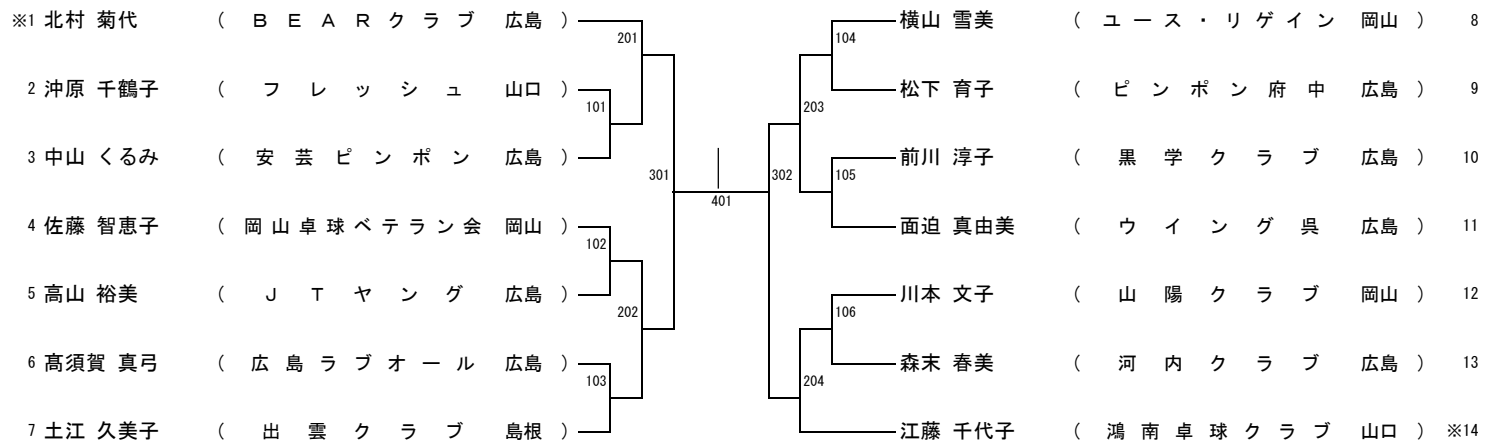 ※1 北村 菊代 ( BEARクラブ 広島 )
2 沖原 千鶴子 ( フレッシュ 山口 )
3 中山 くるみ ( 安芸ピンポン 広島 )
4 佐藤 智恵子 ( 岡山卓球ベテラン会 岡山 )
5 高山 裕美 ( JTヤング 広島 )
6 髙須賀 真弓 ( 広島ラブオール 広島 )
7 土江 久美子 ( 出雲クラブ 島根 )
201
101
301
102
202
103
401
104
203
302
105
106
204
横山 雪美 ( ユース・リゲイン 岡山 ) 8
松下 育子 ( ピンポン府中 広島 ) 9
前川 淳子 ( 黒学クラブ 広島 ) 10
面迫 真由美 ( ウイング呉 広島 ) 11
川本 文子 ( 山陽クラブ 岡山 ) 12
森末 春美 ( 河内クラブ 広島 ) 13
江藤 千代子 ( 鴻南卓球クラブ 山口 ) ※14